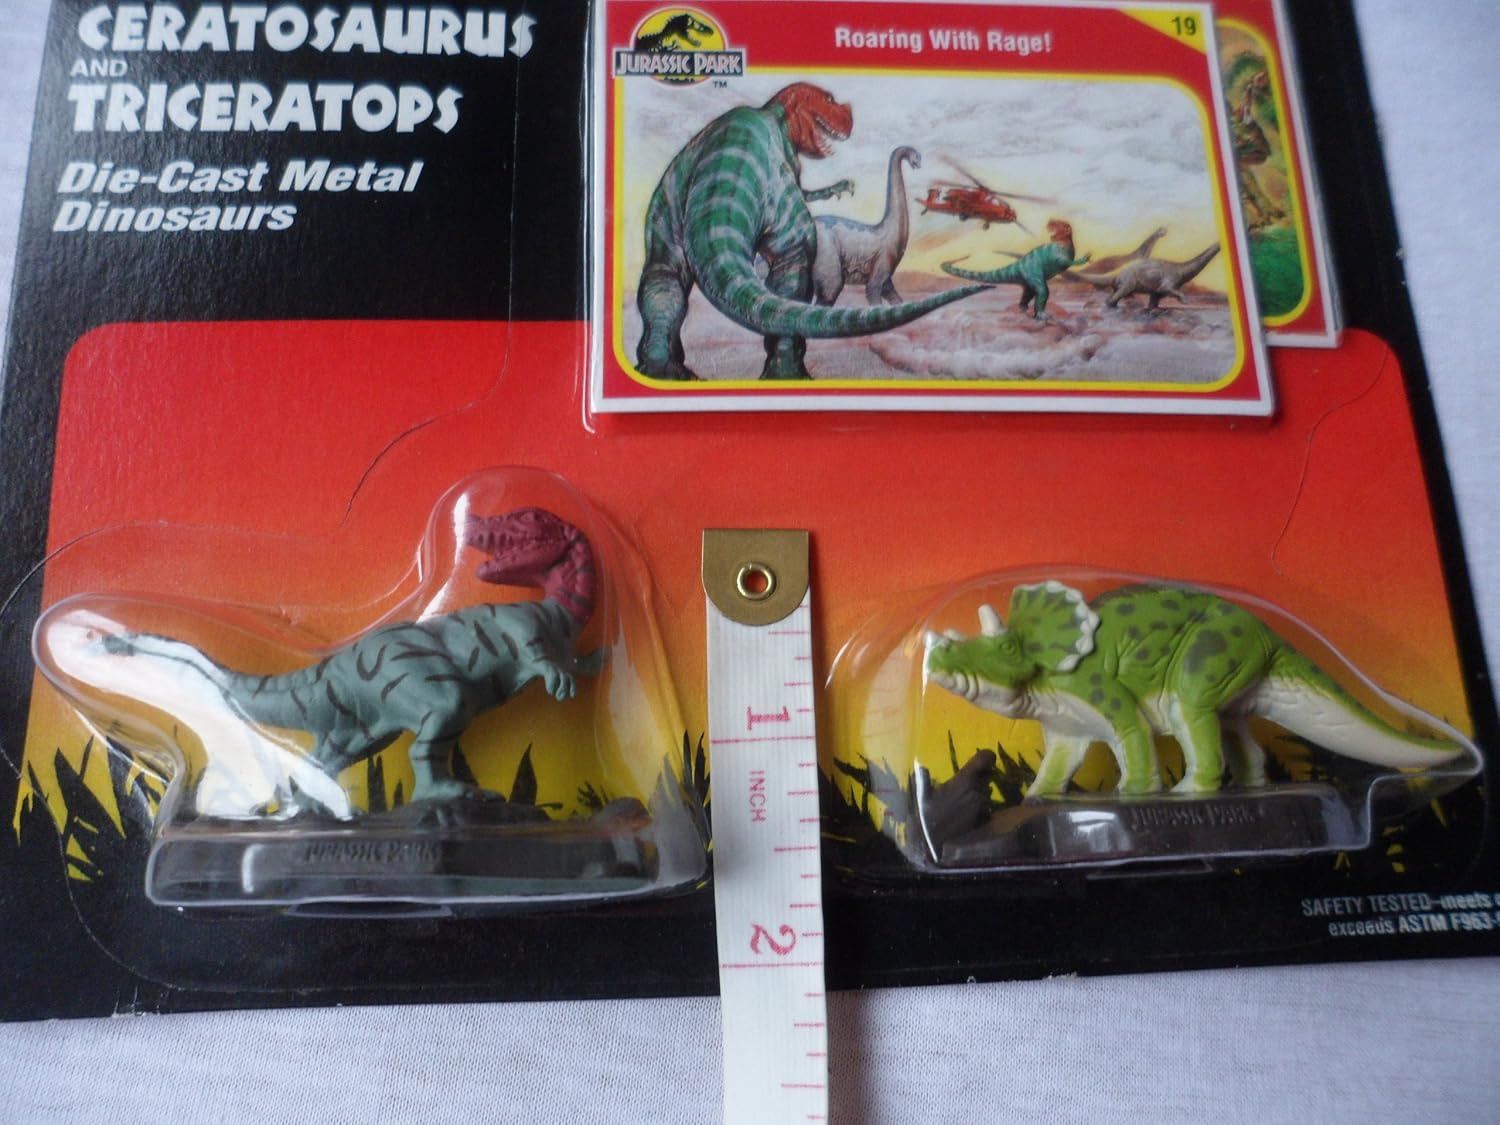 CERATOSAURUS
AND
TRICERATOPS
Die-Cast Metal
Dinosaurs
JURASSIC PARK
TM
Roaring With Rage!
19
1
INCH
2
JURASSIC PARK
JURASSIC PARK
SAFETY TESTED-meets
exceeds ASTM F963-